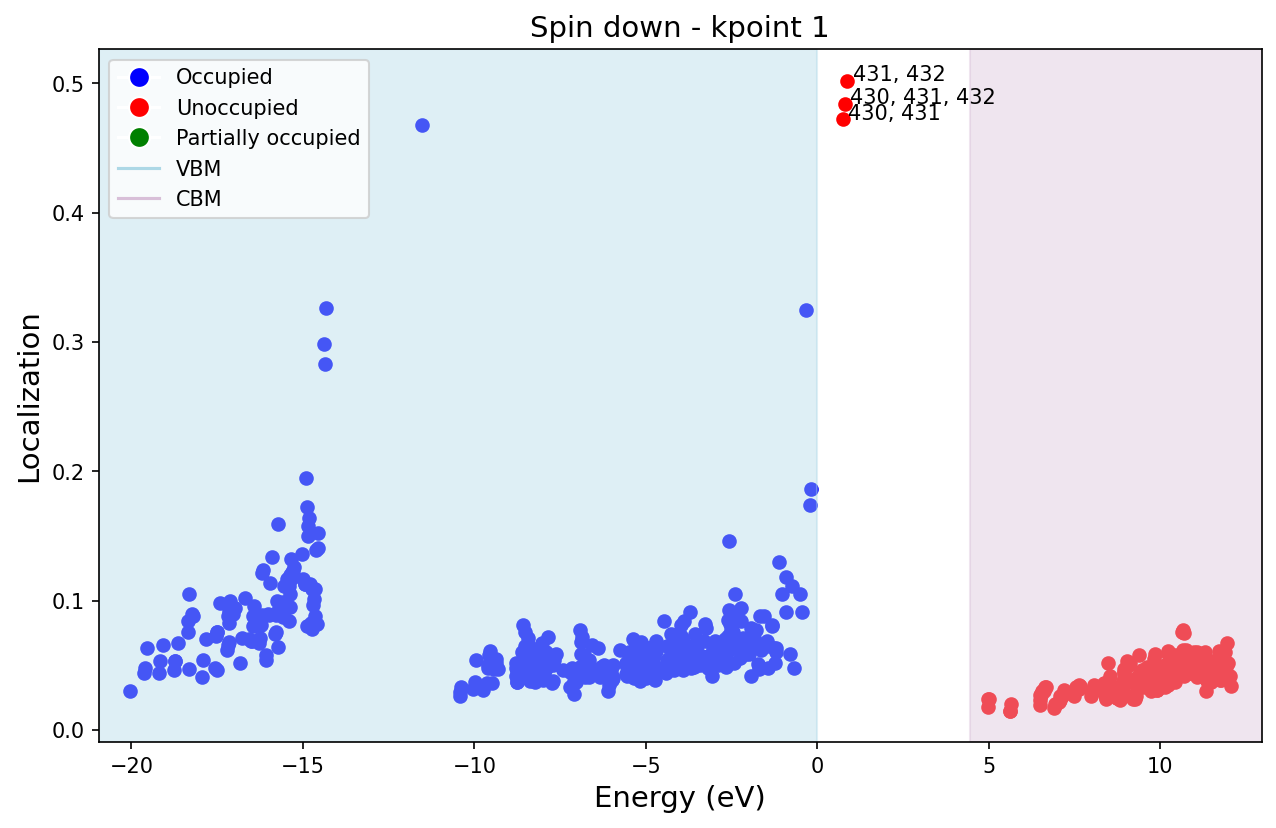 Spin down - kpoint 1
Occupied
Unoccupied
Partially occupied
VBM
CBM
431, 432
430, 431, 432
430, 431
0.5
0.4
0.3
0.2
0.1
0.0
Localization
−20
−15
−10
−5
0
5
10
Energy (eV)